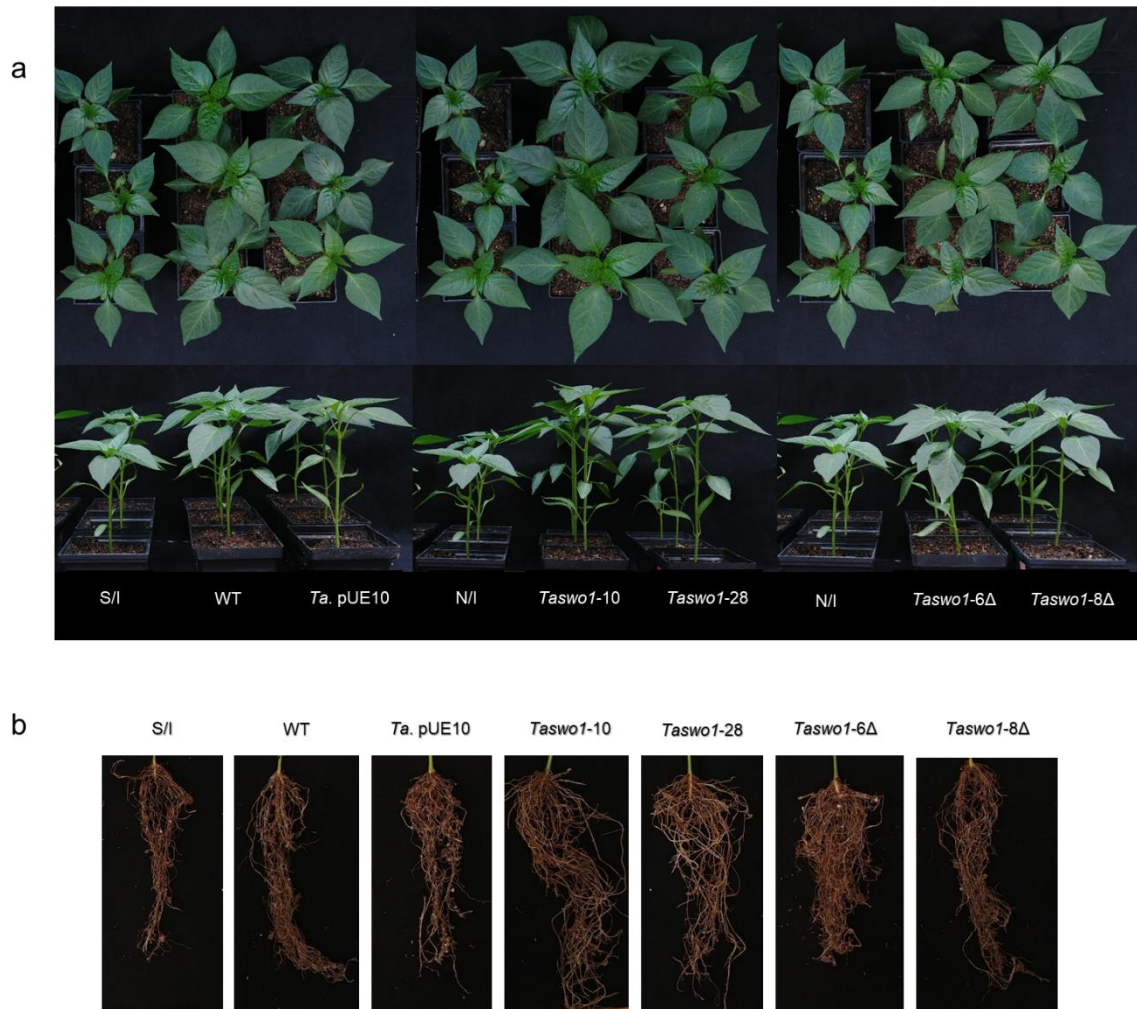 a
S/I WT Ta. pUE10 N/I Taswo1-10 Taswo1-28 N/I Taswo1-6Δ Taswo1-8Δ
b
S/I WT Ta. pUE10 Taswo1-10 Taswo1-28 Taswo1-6Δ Taswo1-8Δ